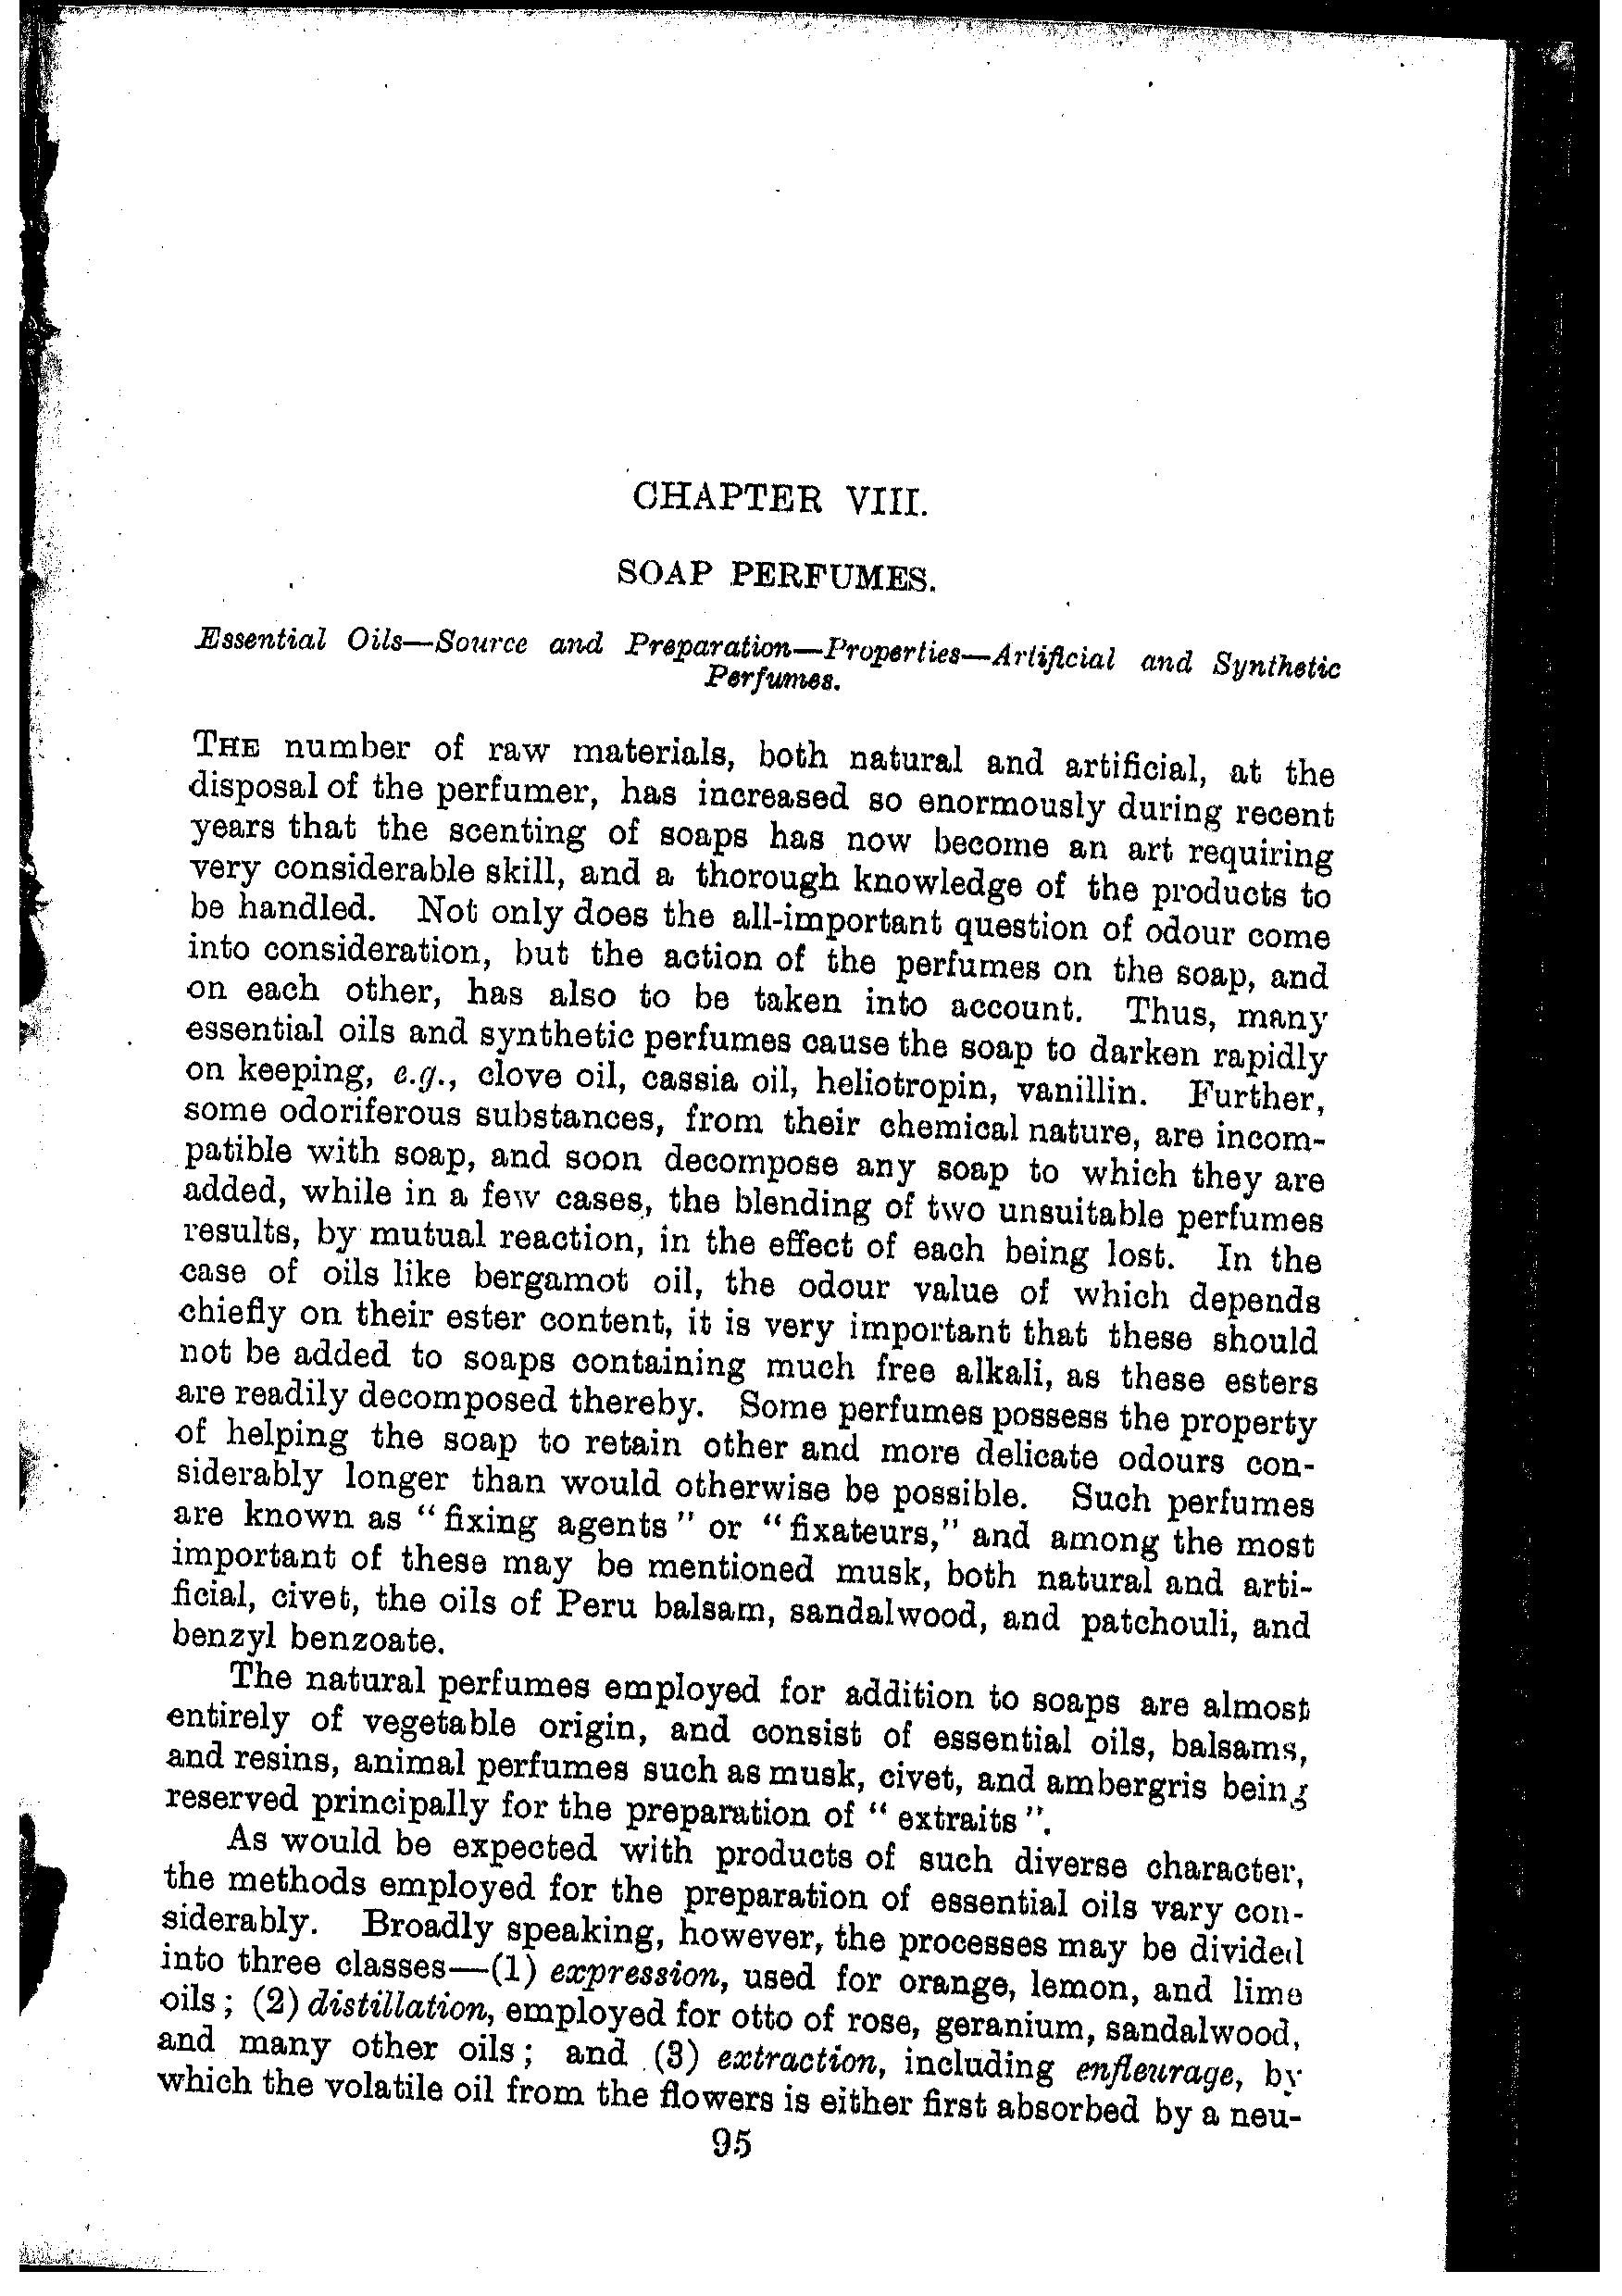 CHAPTER VIII.
SOAP PERFUMES.
Essential Oils—Source and Preparation—Properties—Artificial and Synthetic
Perfumes.
THE number of raw materials, both natural and artificial, at the
disposal of the perfumer, has increased so enormously during recent
years that the scenting of soaps has now become an art requiring
very considerable skill, and a thorough knowledge of the products to
be handled. Not only does the all-important question of odour come
into consideration, but the action of the perfumes on the soap, and
on each other, has also to be taken into account. Thus, many
essential oils and synthetic perfumes cause the soap to darken rapidly
on keeping, e.g., clove oil, cassia oil, heliotropin, vanillin. Further,
some odoriferous substances, from their chemical nature, are incom-
patible with soap, and soon decompose any soap to which they are
added, while in a few cases, the blending of two unsuitable perfumes
results, by mutual reaction, in the effect of each being lost. In the
case of oils like bergamot oil, the odour value of which depends
chiefly on their ester content, it is very important that these should
not be added to soaps containing much free alkali, as these esters
are readily decomposed thereby. Some perfumes possess the property
of helping the soap to retain other and more delicate odours con-
siderably longer than would otherwise be possible. Such perfumes
are known as "fixing agents" or "fixateurs," and among the most
important of these may be mentioned musk, both natural and arti-
ficial, civet, the oils of Peru balsam, sandalwood, and patchouli, and
benzyl benzoate.
The natural perfumes employed for addition to soaps are almost
entirely of vegetable origin, and consist of essential oils, balsams,
and resins, animal perfumes such as musk, civet, and ambergris being
reserved principally for the preparation of "extraits".
As would be expected with products of such diverse character,
the methods employed for the preparation of essential oils vary con-
siderably. Broadly speaking, however, the processes may be divided
into three classes—(1) expression, used for orange, lemon, and lime
oils; (2) distillation, employed for otto of rose, geranium, sandalwood,
and many other oils; and (3) extraction, including enfleurage, by
which the volatile oil from the flowers is either first absorbed by a neu-
95